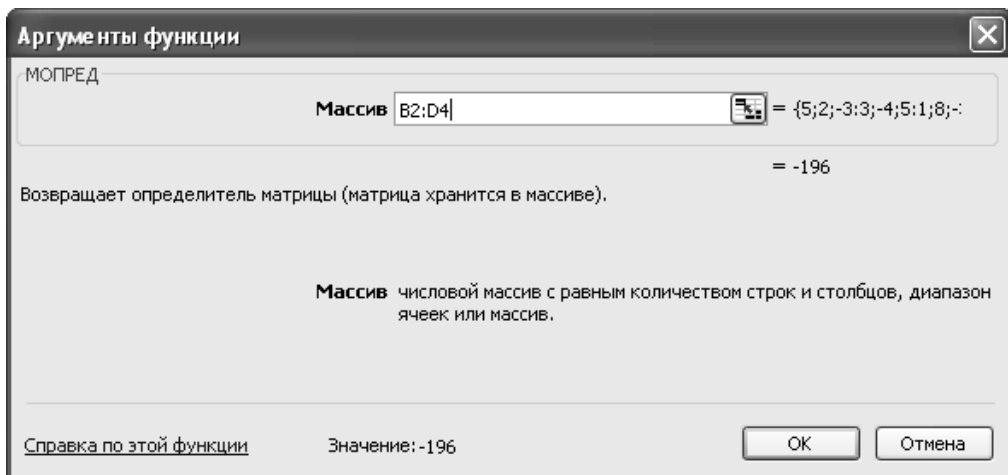 Аргументы функции
МОПРЕД
Массив B2:D4 = {5;2;-3:3;-4;5:1;8;-
= -196
Возвращает определитель матрицы (матрица хранится в массиве).
Массив числовой массив с равным количеством строк и столбцов, диапазон
ячеек или массив.
Справка по этой функции Значение:-196 ОК Отмена